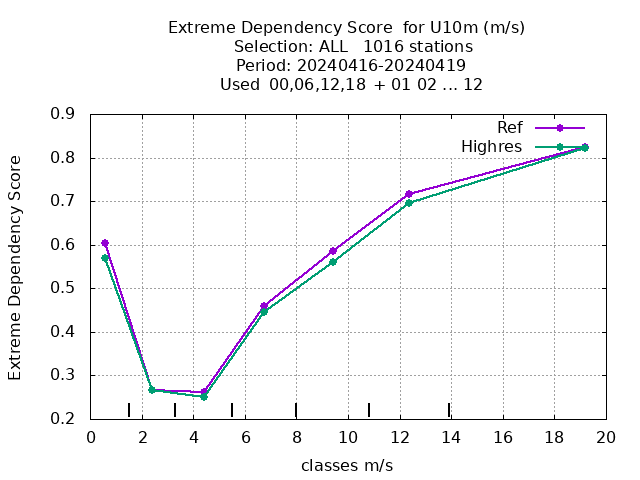 Extreme Dependency Score  for U10m (m/s)
Selection: ALL   1016 stations
Period: 20240416-20240419
Used  00,06,12,18  + 01 02 ... 12
Ref
Highres
Extreme Dependency Score
0.9
0.8
0.7
0.6
0.5
0.4
0.3
0.2
0 2 4 6 8 10 12 14 16 18 20
classes m/s